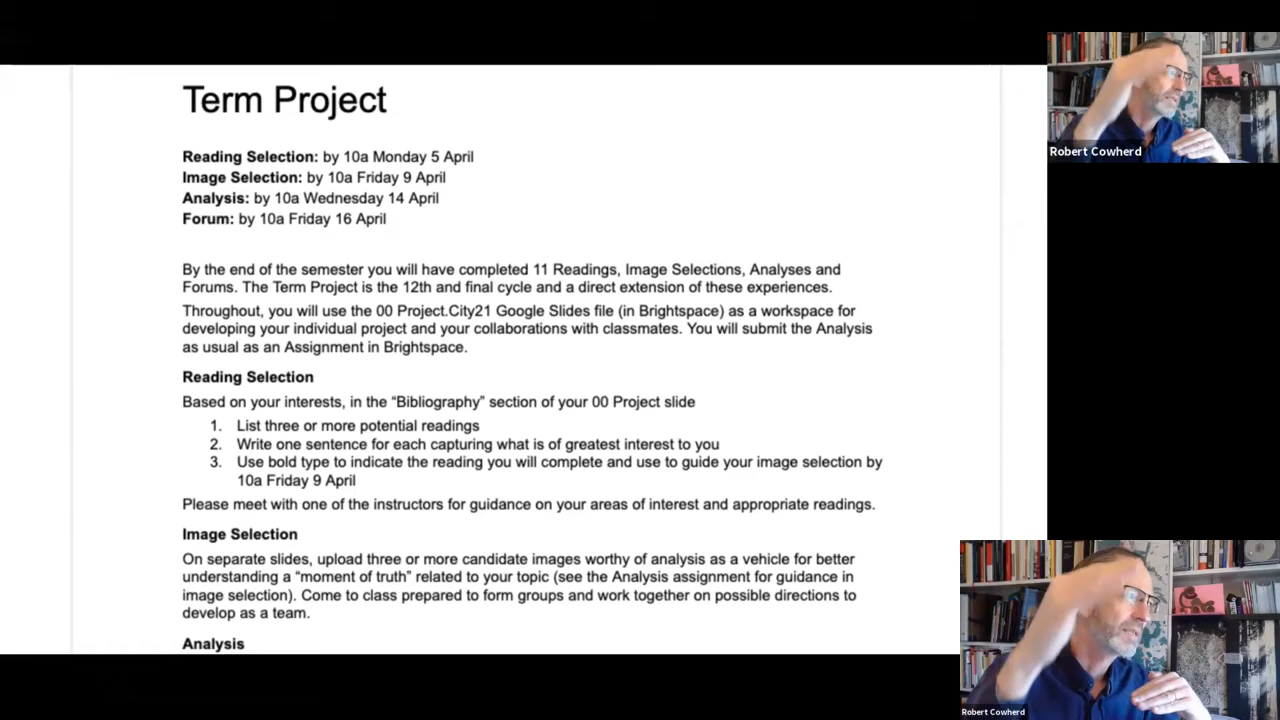 Term Project
Reading Selection: by 10a Monday 5 April
Image Selection: by 10a Friday 9 April
Analysis: by 10a Wednesday 14 April
Forum: by 10a Friday 16 April
By the end of the semester you will have completed 11 Readings, Image Selections, Analyses and
Forums. The Term Project is the 12th and final cycle and a direct extension of these experiences.
Throughout, you will use the 00 Project.City21 Google Slides file (in Brightspace) as a workspace for
developing your individual project and your collaborations with classmates. You will submit the Analysis
as usual as an Assignment in Brightspace.
Reading Selection
Based on your interests, in the “Bibliography” section of your 00 Project slide
1. List three or more potential readings
2. Write one sentence for each capturing what is of greatest interest to you
3. Use bold type to indicate the reading you will complete and use to guide your image selection by
10a Friday 9 April
Please meet with one of the instructors for guidance on your areas of interest and appropriate readings.
Image Selection
On separate slides, upload three or more candidate images worthy of analysis as a vehicle for better
understanding a “moment of truth” related to your topic (see the Analysis assignment for guidance in
image selection). Come to class prepared to form groups and work together on possible directions to
develop as a team.
Analysis
Robert Cowherd
Robert Cowherd